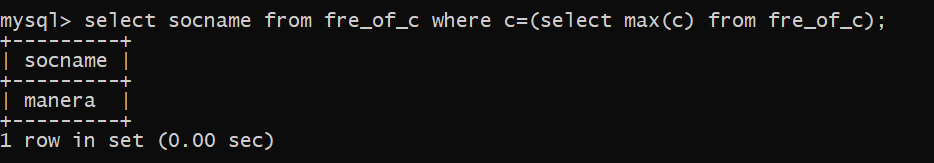 mysql> select socname from fre_of_c where c=(select max(c) from fre_of_c);
+---------+
| socname |
+---------+
| manera  |
+---------+
1 row in set (0.00 sec)